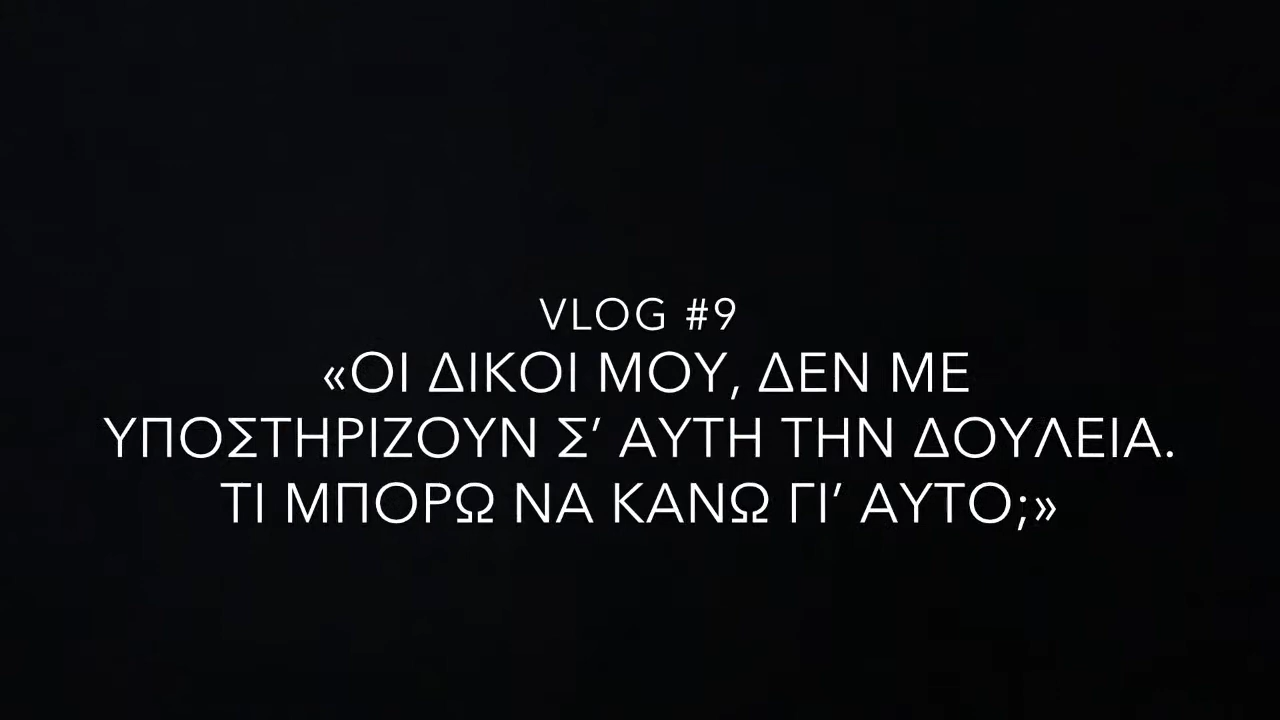 VLOG #9
«ΟΙ ΔΙΚΟΙ ΜΟΥ, ΔΕΝ ΜΕ
ΥΠΟΣΤΗΡΙΖΟΥΝ Σ’ ΑΥΤΗ ΤΗΝ ΔΟΥΛΕΙΑ.
ΤΙ ΜΠΟΡΩ ΝΑ ΚΑΝΩ ΓΙ’ ΑΥΤΟ;»